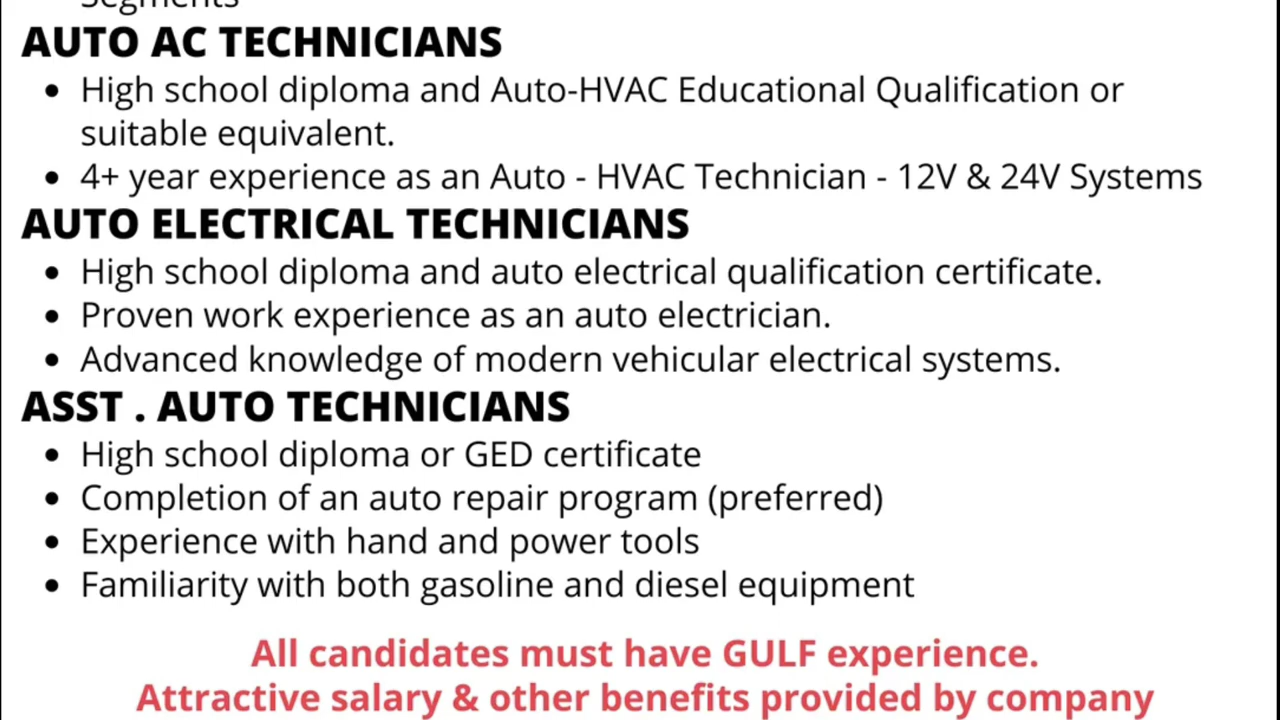 Segments
AUTO AC TECHNICIANS
• High school diploma and Auto-HVAC Educational Qualification or
suitable equivalent.
• 4+ year experience as an Auto - HVAC Technician - 12V & 24V Systems
AUTO ELECTRICAL TECHNICIANS
• High school diploma and auto electrical qualification certificate.
• Proven work experience as an auto electrician.
• Advanced knowledge of modern vehicular electrical systems.
ASST . AUTO TECHNICIANS
• High school diploma or GED certificate
• Completion of an auto repair program (preferred)
• Experience with hand and power tools
• Familiarity with both gasoline and diesel equipment
All candidates must have GULF experience.
Attractive salary & other benefits provided by company